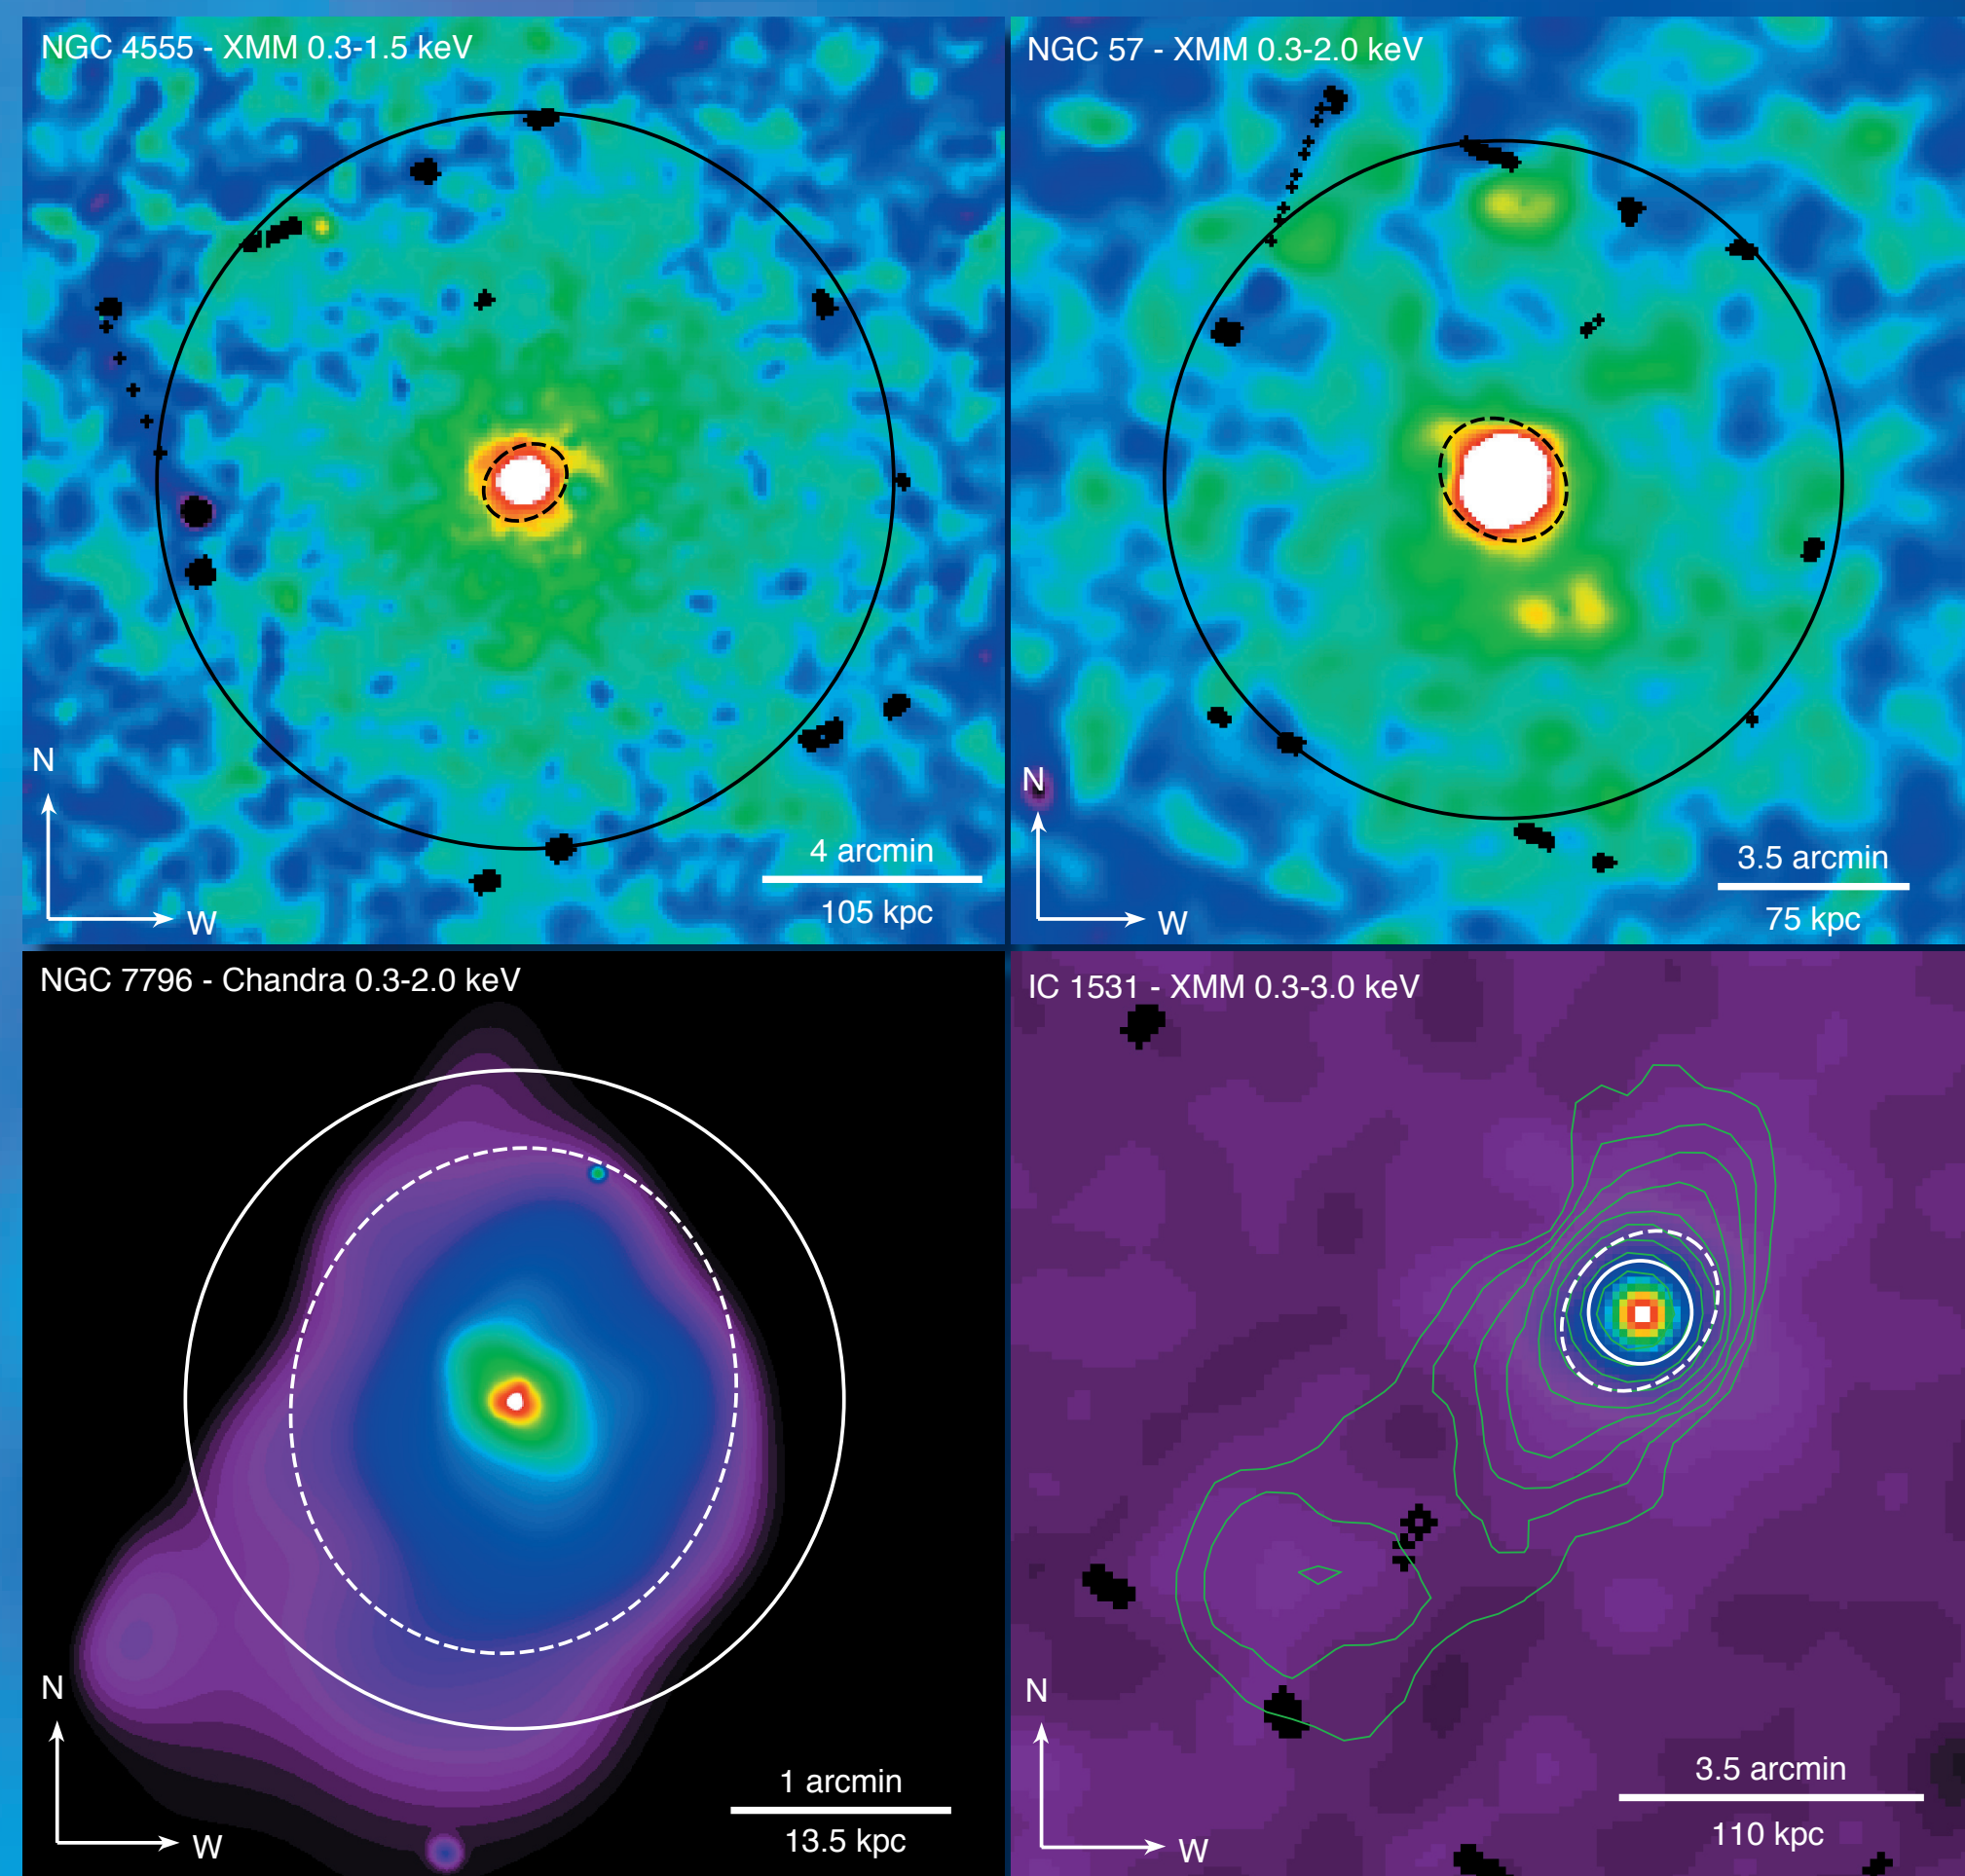 NGC 4555 - XMM 0.3-1.5 keV
N
W
4 arcmin
105 kpc
NGC 57 - XMM 0.3-2.0 keV
N
W
3.5 arcmin
75 kpc
NGC 7796 - Chandra 0.3-2.0 keV
N
W
1 arcmin
13.5 kpc
IC 1531 - XMM 0.3-3.0 keV
N
W
3.5 arcmin
110 kpc